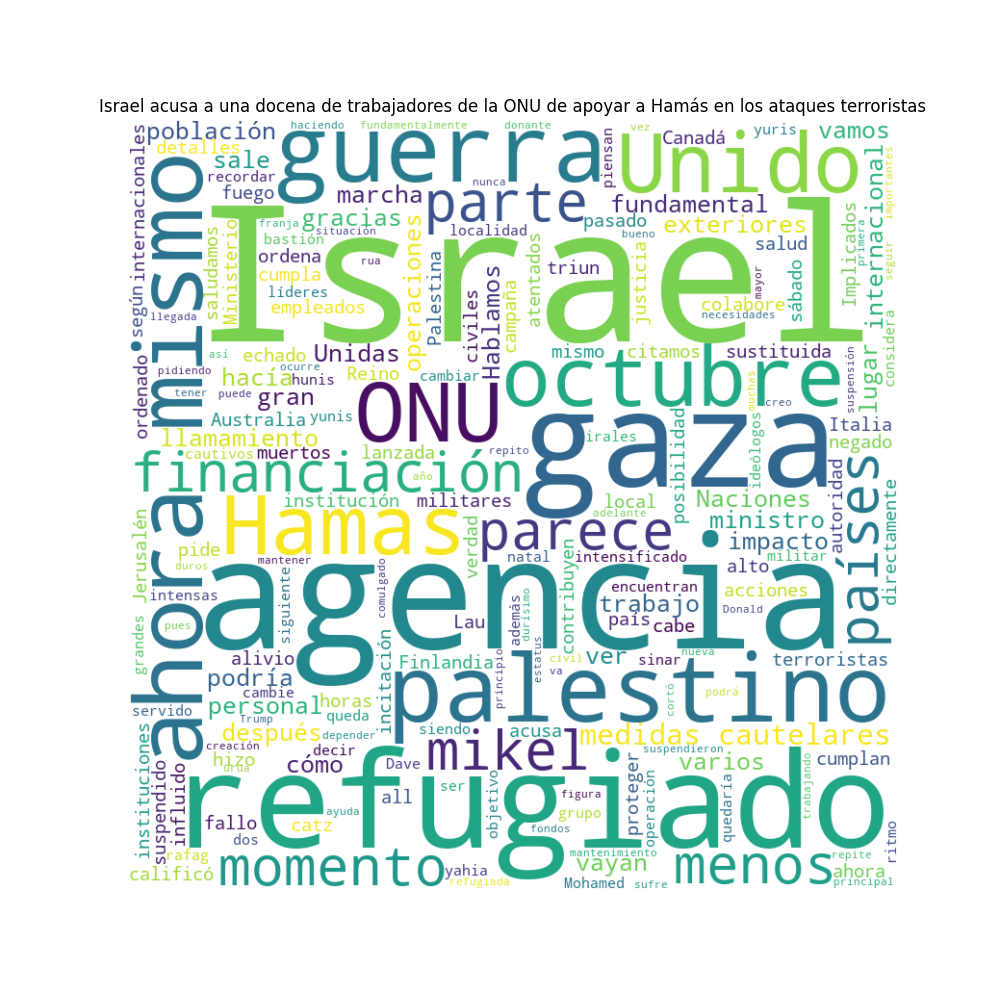 Israel acusa a una docena de trabajadores de la ONU de apoyar a Hamás en los ataques terroristas
haciendo fundamentalmente donante vez yuris
población guerra Unido Canadá vamos
detalles sale recordar fuego nunca piensan
internacionales según
mismo
marcha parte fundamental
gracias localidad pasado exteriores
franja situación bueno salud
bastión rua triun
saludamos Ministerio ordena cumpla líderes empleados
Israel
operaciones Palestina civiles Hablamos campaña atentados justicia
colabore necesidades mayor sábado Implicados internacional
importantes primera seguir considera
llegada
así echado Unidas mismo citamos sustituida
pidiendo ocurre Reino cambiar
hacía hunis
tener puede gran
ordenado
ONU octubre
muchas creo suspensión lugar
Australia yunis Italia
llamamiento irales negado
cautivos muertos lanzada repito
gaza
posibilidad ideólogos autoridad países
financiación año
institución militares local Naciones
adelante ministro
Hamas parece impacto
verdad
Jerusalén grandes
pide mantener natal intensificado alto militar
duros directamente
agencia
intensas siguiente comulgado encuentran acciones
además durísimo contribuyen trabajo Donald
pues Lau país cabe
ahora
alivio incitación Finlandia ver sinar nueva terroristas
podría principio estatus civil va
cambie palestino cortó podrá
servido Trump personal horas
después queda siendo acusa medidas cautelares
creación depender suspendieron
instituciones hizo decir cómo Dave mikel varios cumplan
urua
suspendido influido all ser objetivo figura proteger operación quedaría trabajando
refugiado
fallo ayuda grupo
dos catz fondos ritmo
rafag mantenimiento repite
calificó momento yahia vayan menos ahora
refugiada Mohamed sufre principal